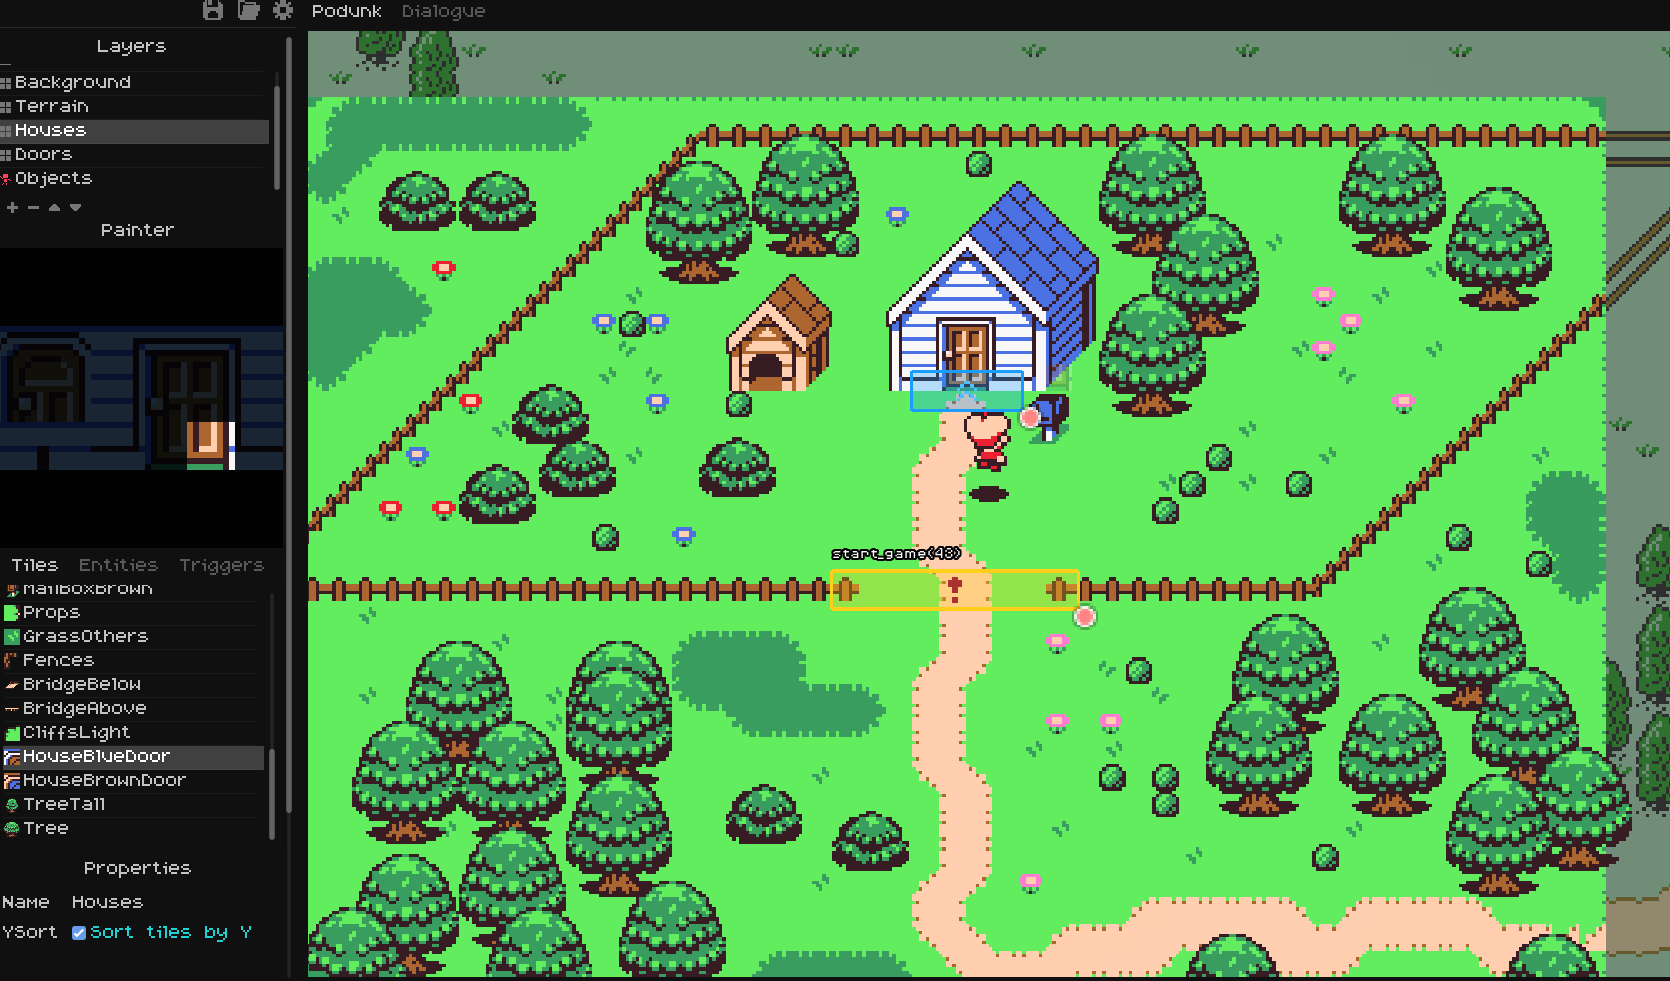 Podunk Dialogue
Layers
Background
Terrain
Houses
Doors
Objects
Painter
Tiles Entities Triggers
MailBoxBrown
Props
GrassOthers
Fences
BridgeBelow
BridgeAbove
CliffsLight
HouseBlueDoor
HouseBrownDoor
TreeTall
Tree
Properties
Name Houses
YSort Sort tiles by Y
start_game(43)
!